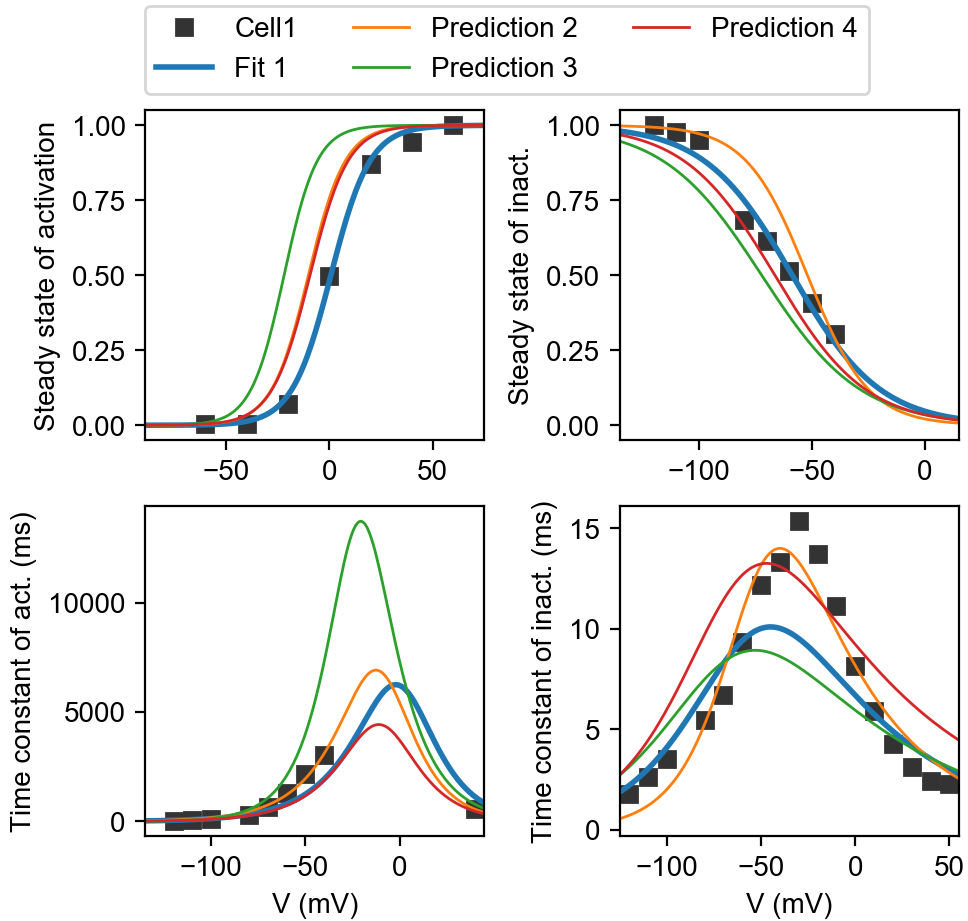 Cell1
Fit 1
Prediction 2
Prediction 3
Prediction 4
Steady state of activation
1.00
0.75
0.50
0.25
0.00
−50 0 50
Steady state of inact.
1.00
0.75
0.50
0.25
0.00
−100 −50 0
Time constant of act. (ms)
10000
5000
0
−100 −50 0
V (mV)
Time constant of inact. (ms)
15
10
5
0
−100 −50 0 50
V (mV)